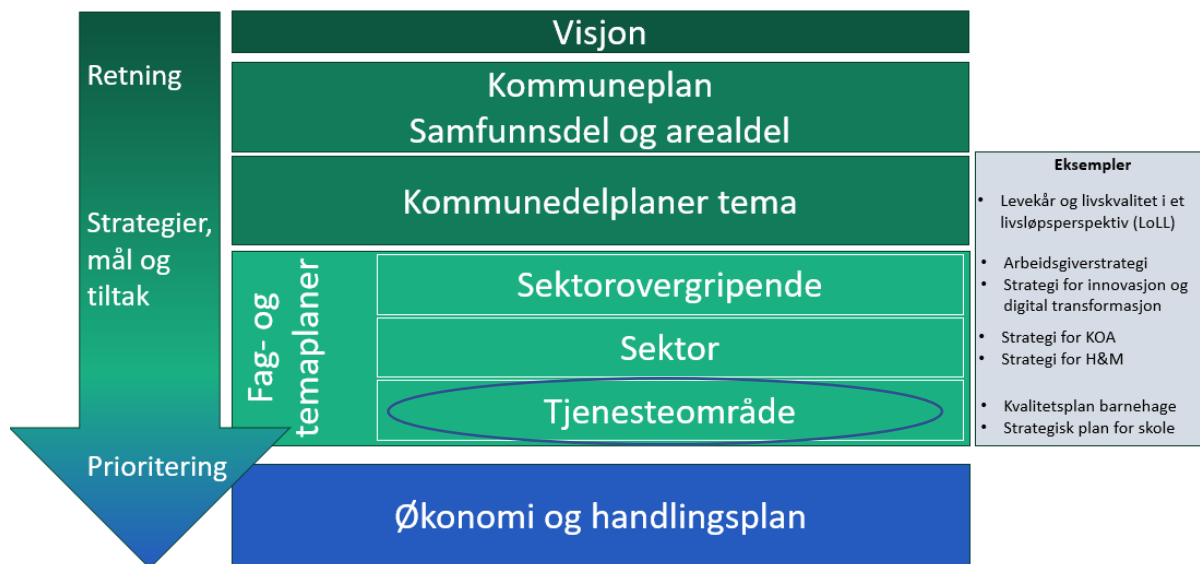 Retning
Strategier,
mål og
tiltak
Prioritering
Visjon
Kommuneplan
Samfunnsdel og arealdel
Kommunedelplaner tema
Fag- og
temaplaner
Sektorovergripende
Sektor
Tjenesteområde
Økonomi og handlingsplan
Eksempler
• Levekår og livskvalitet i et
livsløpsperspektiv (LoLL)
• Arbeidsgiverstrategi
• Strategi for innovasjon og
digital transformasjon
• Strategi for KOA
• Strategi for H&M
• Kvalitetsplan barnehage
• Strategisk plan for skole